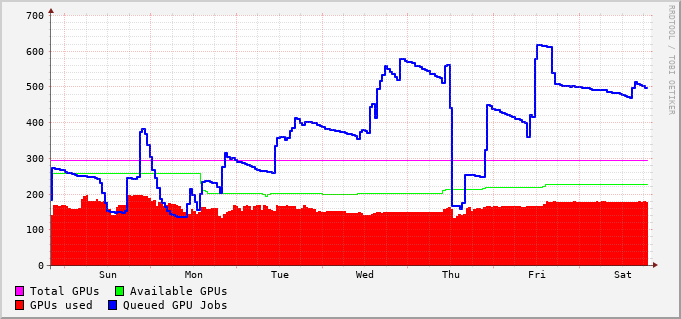 700
600
500
400
300
200
100
0
Sun Mon Tue Wed Thu Fri Sat
Total GPUs Available GPUs
GPUs used Queued GPU Jobs
RRDTOOL / TOBI OETIKER